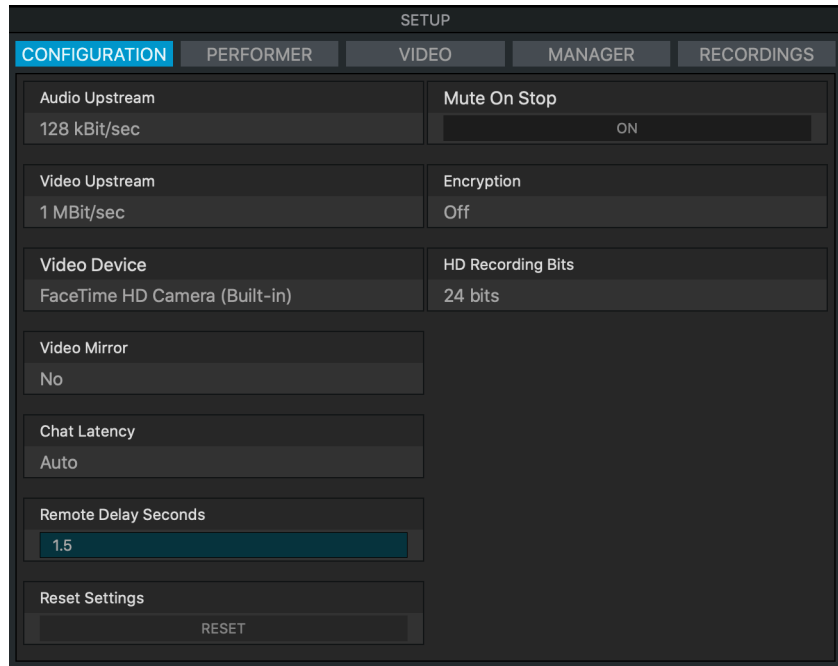 SETUP
CONFIGURATION PERFORMER VIDEO MANAGER RECORDINGS
Audio Upstream
128 kBit/sec
Video Upstream
1 MBit/sec
Video Device
FaceTime HD Camera (Built-in)
Video Mirror
No
Chat Latency
Auto
Remote Delay Seconds
1.5
Reset Settings
RESET
Mute On Stop
ON
Encryption
Off
HD Recording Bits
24 bits